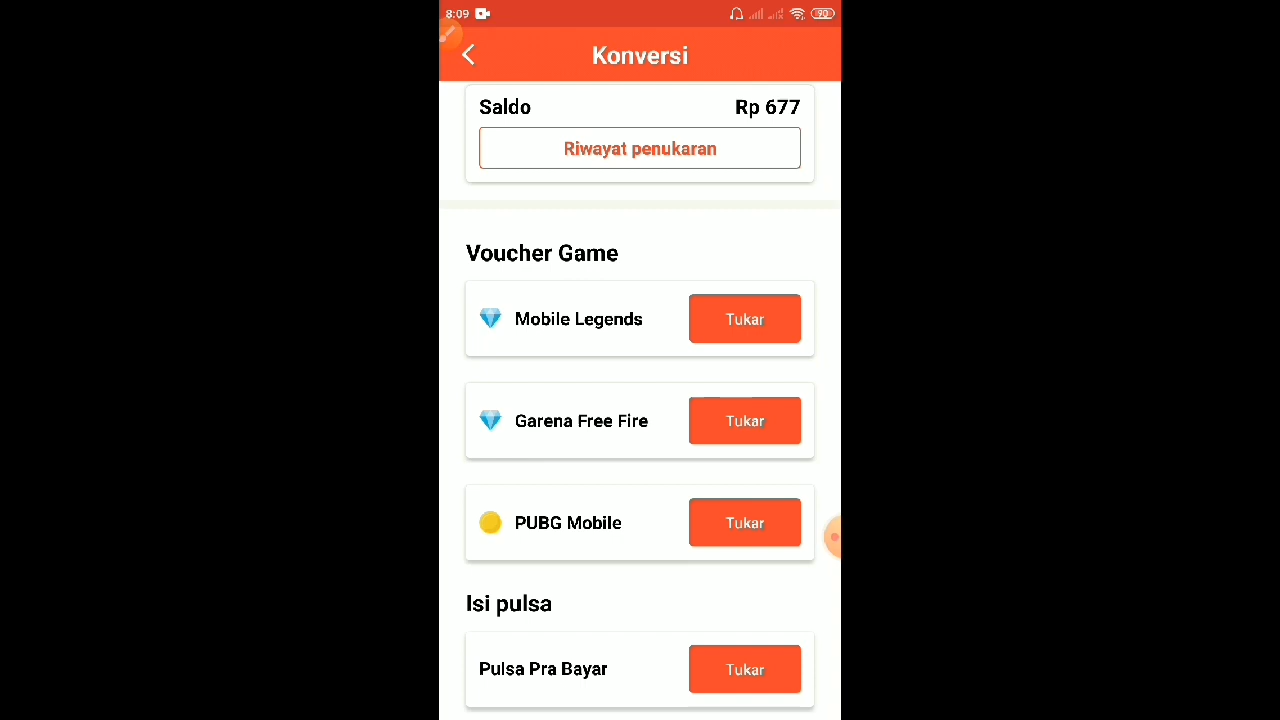 8:09
90
Konversi
Saldo Rp 677
Riwayat penukaran
Voucher Game
Mobile Legends Tukar
Garena Free Fire Tukar
PUBG Mobile Tukar
Isi pulsa
Pulsa Pra Bayar Tukar